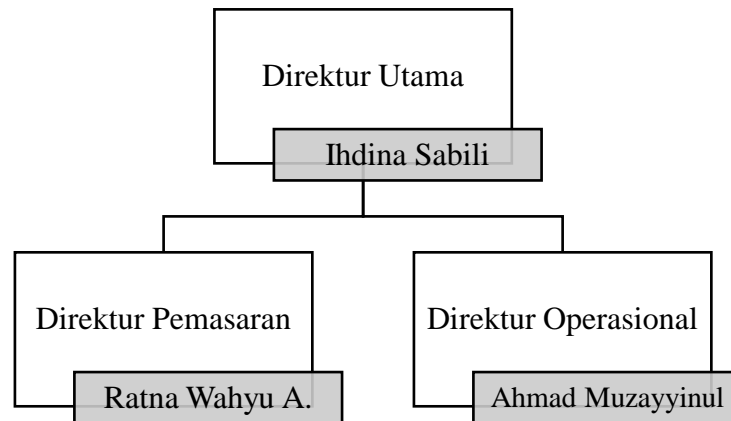 Direktur Utama
Ihdina Sabili
Direktur Pemasaran
Ratna Wahyu A.
Direktur Operasional
Ahmad Muzayyinul